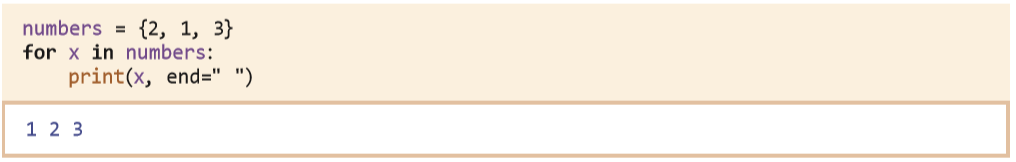 numbers = {2, 1, 3}
for x in numbers:
    print(x, end=" ")
1 2 3